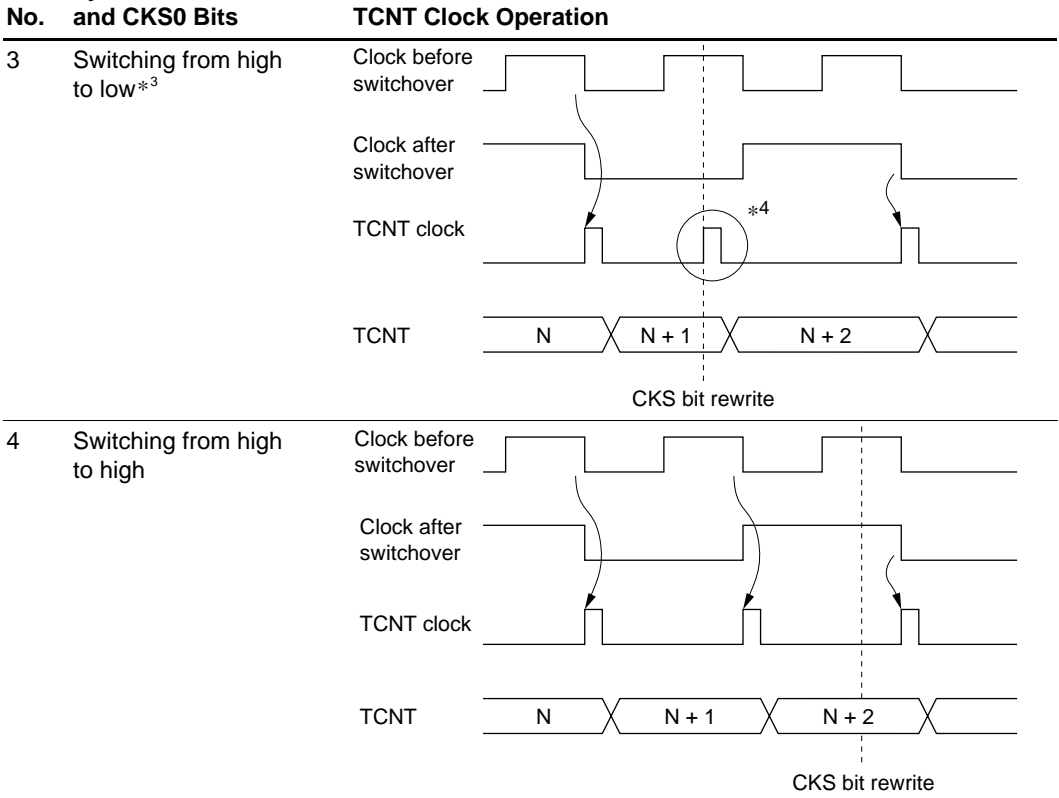 No. and CKS0 Bits TCNT Clock Operation
3 Switching from high to low*3
Clock before switchover
Clock after switchover
TCNT clock
*4
TCNT N N + 1 N + 2
CKS bit rewrite
4 Switching from high to high
Clock before switchover
Clock after switchover
TCNT clock
TCNT N N + 1 N + 2
CKS bit rewrite